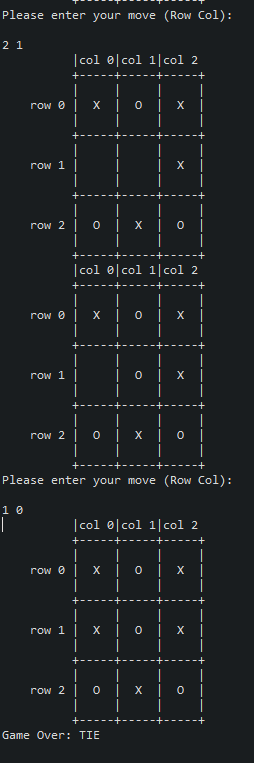 Please enter your move (Row Col):
2 1
|col 0|col 1|col 2
+-----+-----+-----+
|     |     |     |
row 0 |  X  |  O  |  X  |
|     |     |     |
+-----+-----+-----+
|     |     |     |
row 1 |     |     |  X  |
|     |     |     |
+-----+-----+-----+
|     |     |     |
row 2 |  O  |  X  |  O  |
|     |     |     |
+-----+-----+-----+
|col 0|col 1|col 2
+-----+-----+-----+
|     |     |     |
row 0 |  X  |  O  |  X  |
|     |     |     |
+-----+-----+-----+
|     |     |     |
row 1 |     |  O  |  X  |
|     |     |     |
+-----+-----+-----+
|     |     |     |
row 2 |  O  |  X  |  O  |
|     |     |     |
+-----+-----+-----+
Please enter your move (Row Col):
1 0
|col 0|col 1|col 2
+-----+-----+-----+
|     |     |     |
row 0 |  X  |  O  |  X  |
|     |     |     |
+-----+-----+-----+
|     |     |     |
row 1 |  X  |  O  |  X  |
|     |     |     |
+-----+-----+-----+
|     |     |     |
row 2 |  O  |  X  |  O  |
|     |     |     |
+-----+-----+-----+
Game Over: TIE